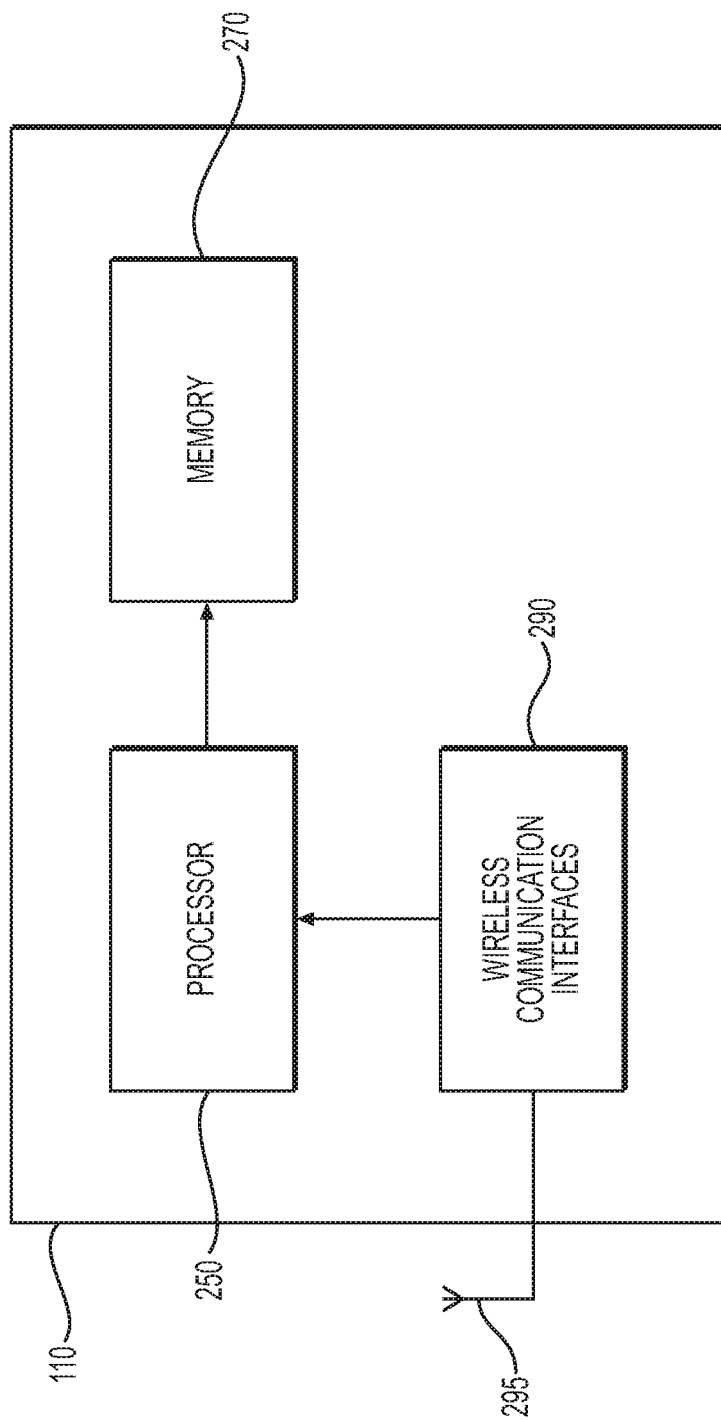 110
250
PROCESSOR
MEMORY
270
295
WIRELESS
COMMUNICATION
INTERFACES
290